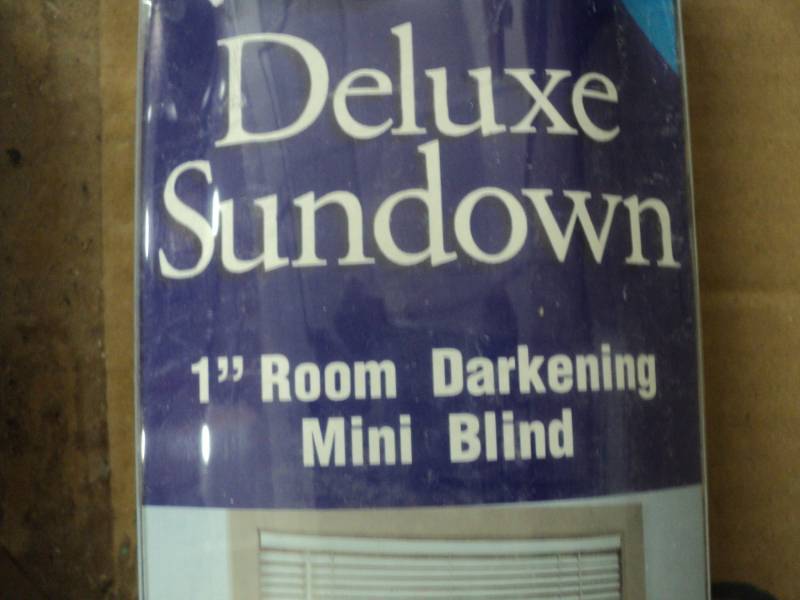 Deluxe
Sundown
1” Room Darkening
Mini Blind